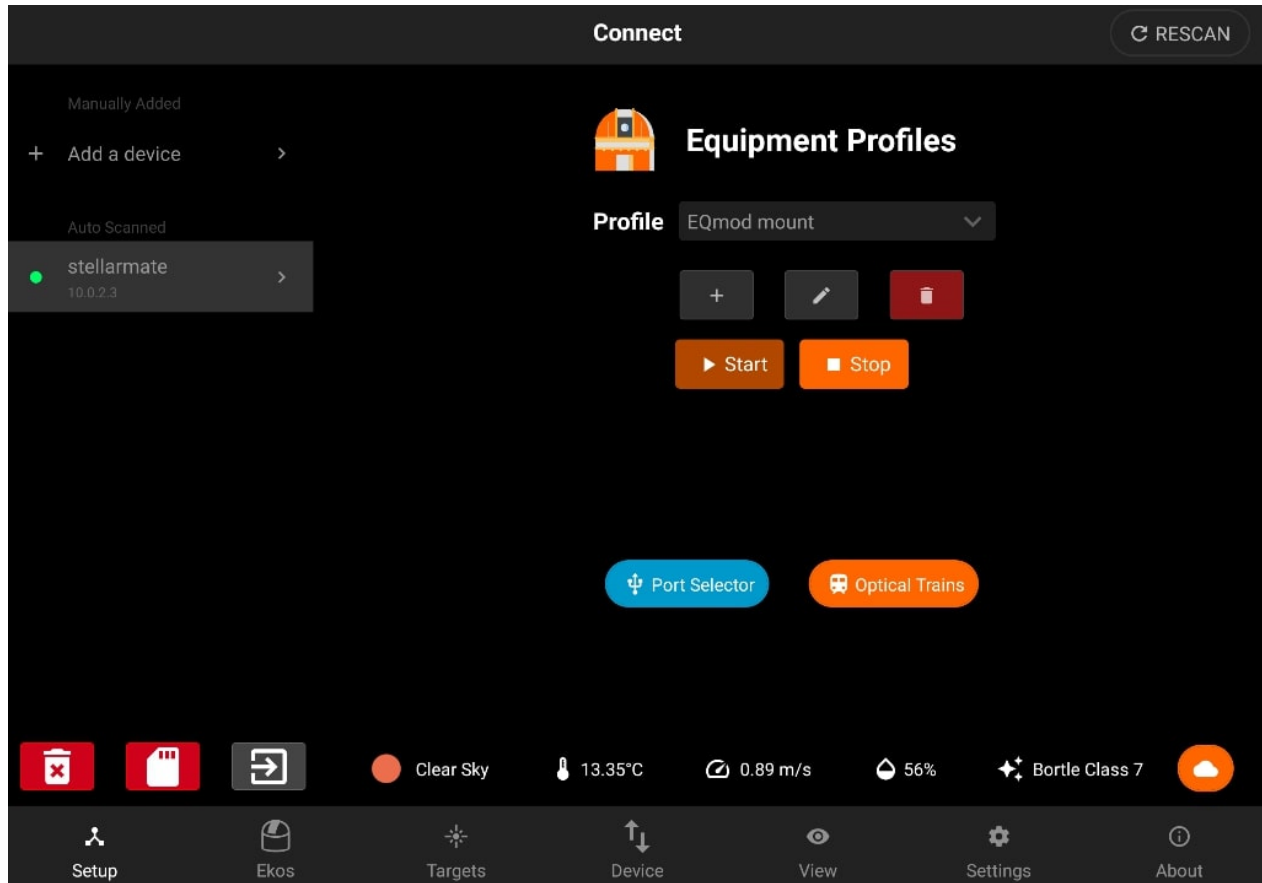 Connect
RESCAN
Manually Added
+ Add a device
Auto Scanned
stellarmate
10.0.2.3
Equipment Profiles
Profile EQmod mount
Start Stop
Port Selector Optical Trains
Clear Sky 13.35°C 0.89 m/s 56% Bortle Class 7
Setup Ekos Targets Device View Settings About